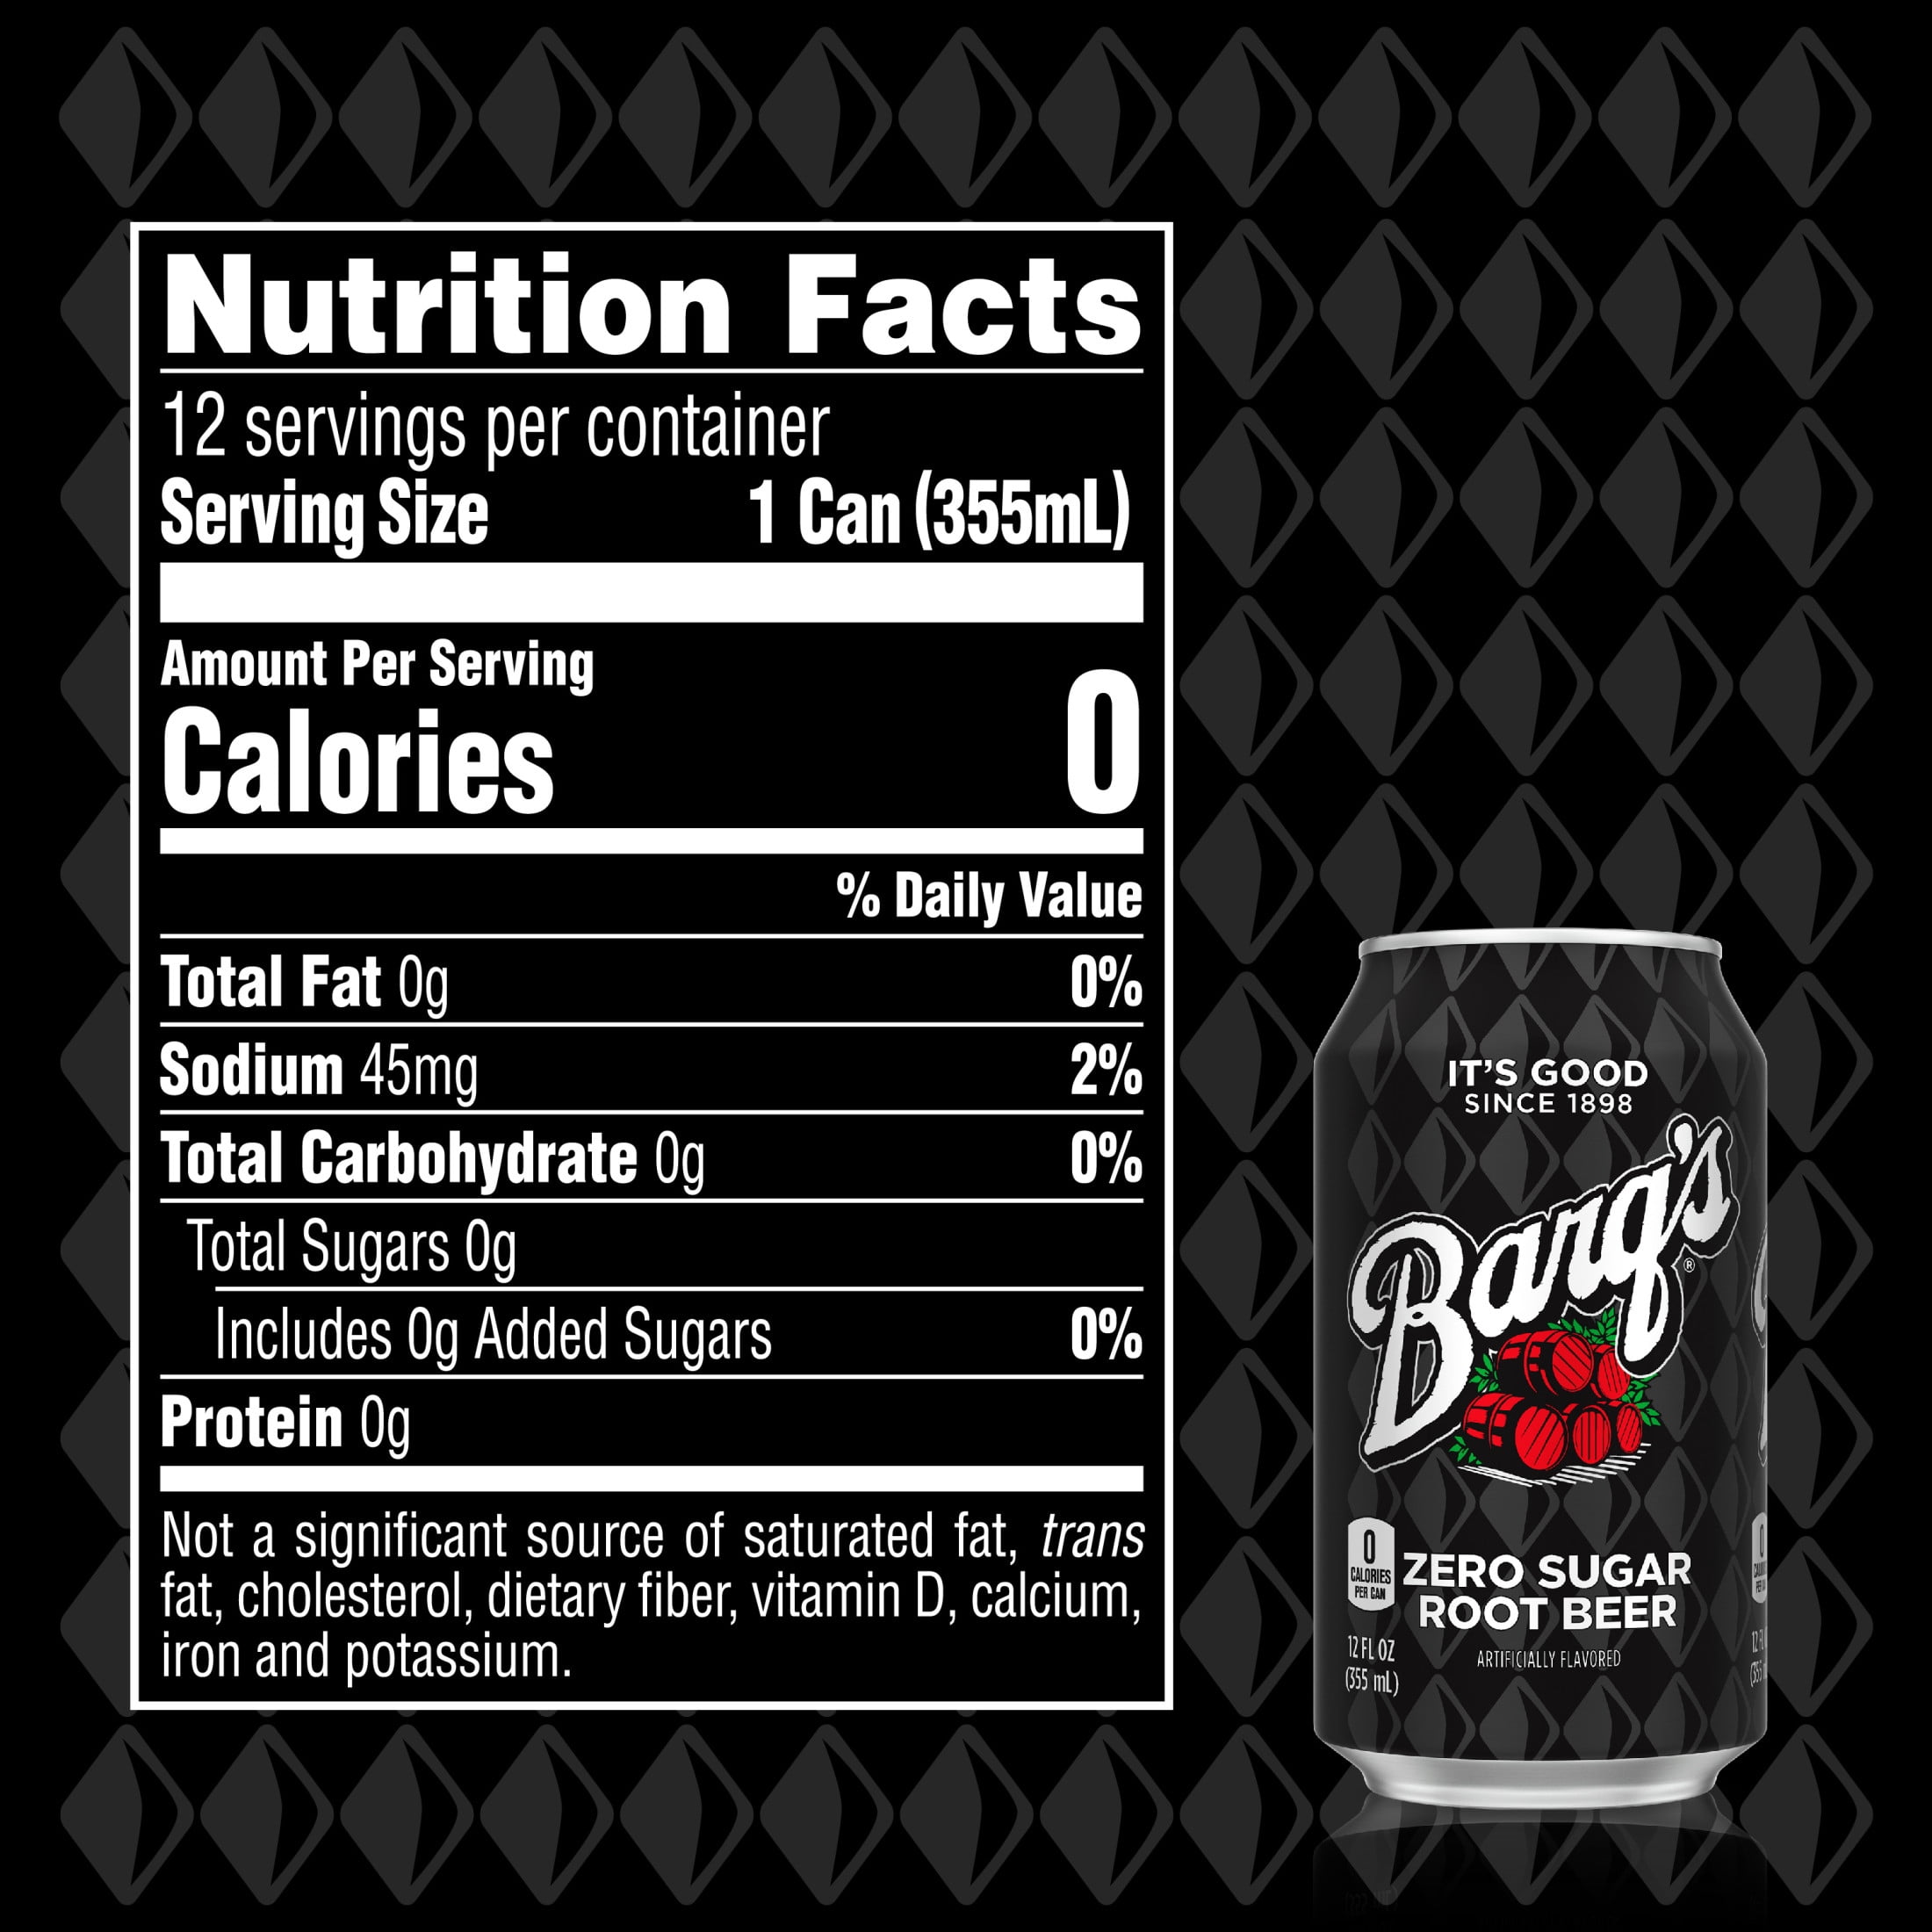 Nutrition Facts
12 servings per container
Serving Size 1 Can (355mL)
Amount Per Serving
Calories 0
% Daily Value
Total Fat 0g 0%
Sodium 45mg 2%
Total Carbohydrate 0g 0%
Total Sugars 0g
Includes 0g Added Sugars 0%
Protein 0g
Not a significant source of saturated fat, trans
fat, cholesterol, dietary fiber, vitamin D, calcium,
iron and potassium.
IT'S GOOD
SINCE 1898
Barq's®
0
CALORIES
PER CAN
ZERO SUGAR
ROOT BEER
12 FL OZ
(355 mL)
ARTIFICIALLY FLAVORED